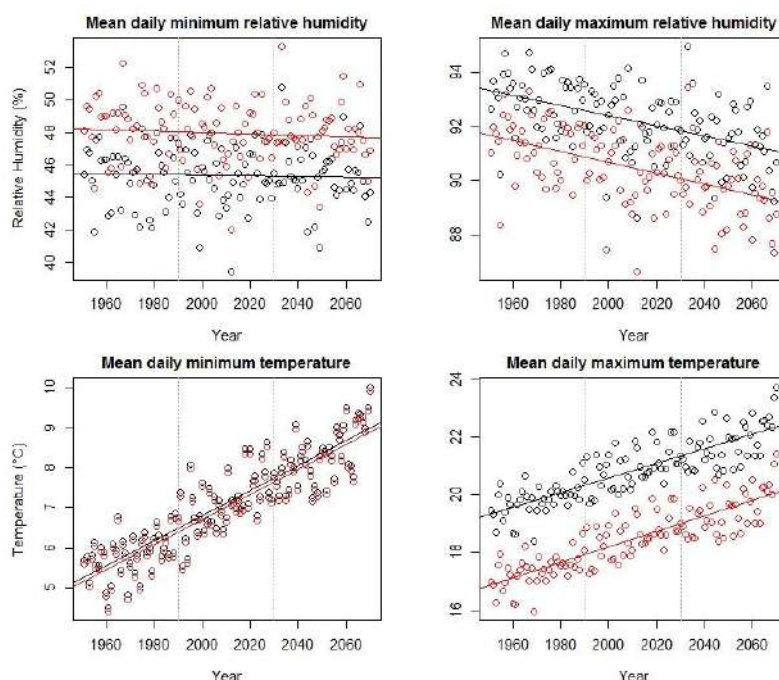 Mean daily minimum relative humidity
Relative Humidity (%)
52
50
48
46
44
42
40
1960 1980 2000 2020 2040 2060
Year
Mean daily maximum relative humidity
94
92
90
88
1960 1980 2000 2020 2040 2060
Year
Mean daily minimum temperature
Temperature (°C)
10
9
8
7
6
5
1960 1980 2000 2020 2040 2060
Year
Mean daily maximum temperature
24
22
20
18
16
1960 1980 2000 2020 2040 2060
Year